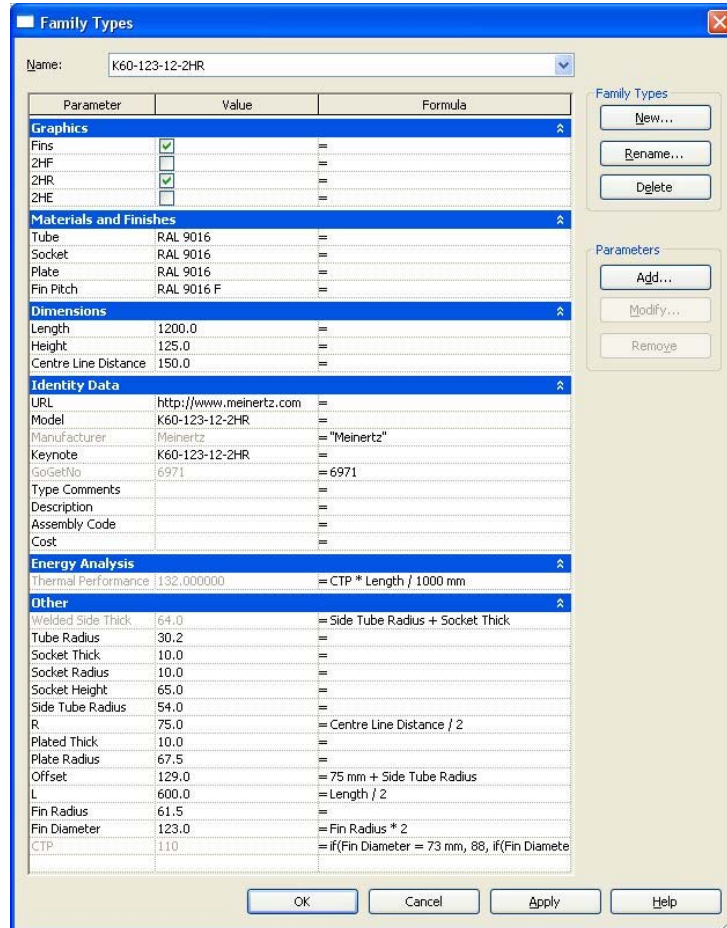 Family Types
Name: K60-123-12-2HR
Parameter Value Formula
Graphics
Fins =
2HF =
2HR =
2HE =
Materials and Finishes
Tube RAL 9016 =
Socket RAL 9016 =
Plate RAL 9016 =
Fin Pitch RAL 9016 F =
Dimensions
Length 1200.0 =
Height 125.0 =
Centre Line Distance 150.0 =
Identity Data
URL http://www.meinertz.com =
Model K60-123-12-2HR =
Manufacturer Meinertz = "Meinertz"
Keynote K60-123-12-2HR =
GoGetNo 6971 = 6971
Type Comments =
Description =
Assembly Code =
Cost =
Energy Analysis
Thermal Performance 132.000000 = CTP * Length / 1000 mm
Other
Welded Side Thick 64.0 = Side Tube Radius + Socket Thick
Tube Radius 30.2 =
Socket Thick 10.0 =
Socket Radius 10.0 =
Socket Height 65.0 =
Side Tube Radius 54.0 =
R 75.0 = Centre Line Distance / 2
Plated Thick 10.0 =
Plate Radius 67.5 =
Offset 129.0 = 75 mm + Side Tube Radius
L 600.0 = Length / 2
Fin Radius 61.5 =
Fin Diameter 123.0 = Fin Radius * 2
CTP 110 = if(Fin Diameter = 73 mm, 88, if(Fin Diamete
Family Types
New...
Rename...
Delete
Parameters
Add...
Modify...
Remove
OK Cancel Apply Help